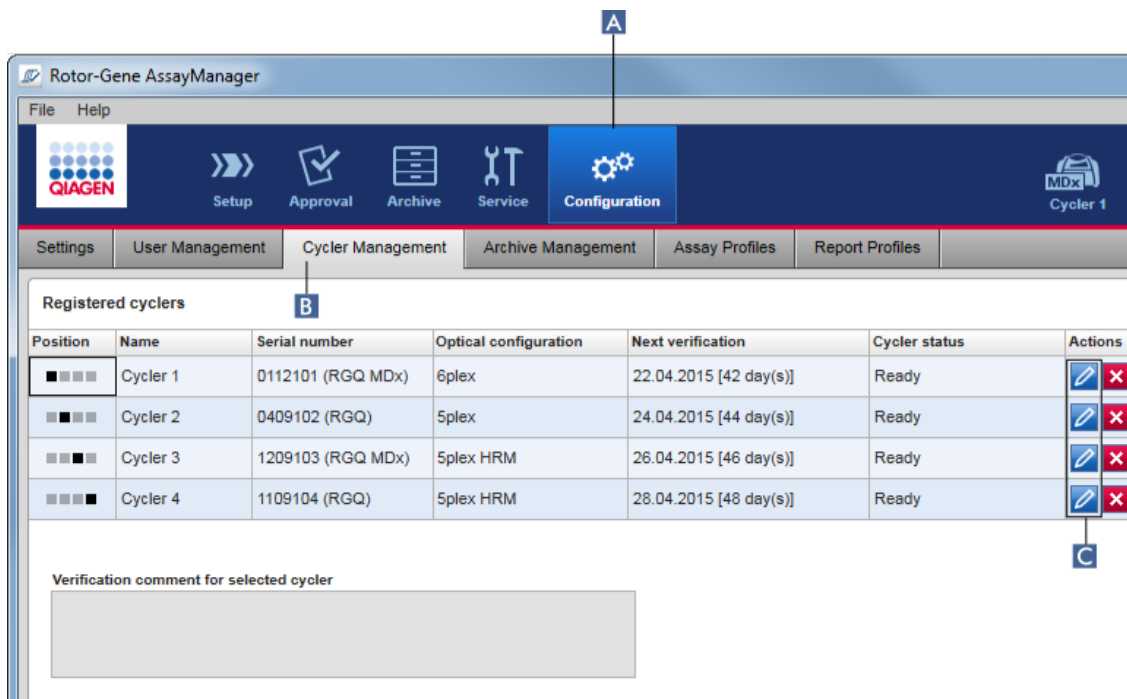 A
Rotor-Gene AssayManager
File Help
QIAGEN
Setup Approval Archive Service Configuration
MDx
Cycler 1
Settings User Management Cycler Management Archive Management Assay Profiles Report Profiles
B
Registered cyclers
Position Name Serial number Optical configuration Next verification Cycler status Actions
Cycler 1 0112101 (RGQ MDx) 6plex 22.04.2015 [42 day(s)] Ready
Cycler 2 0409102 (RGQ) 5plex 24.04.2015 [44 day(s)] Ready
Cycler 3 1209103 (RGQ MDx) 5plex HRM 26.04.2015 [46 day(s)] Ready
Cycler 4 1109104 (RGQ) 5plex HRM 28.04.2015 [48 day(s)] Ready
C
Verification comment for selected cycler